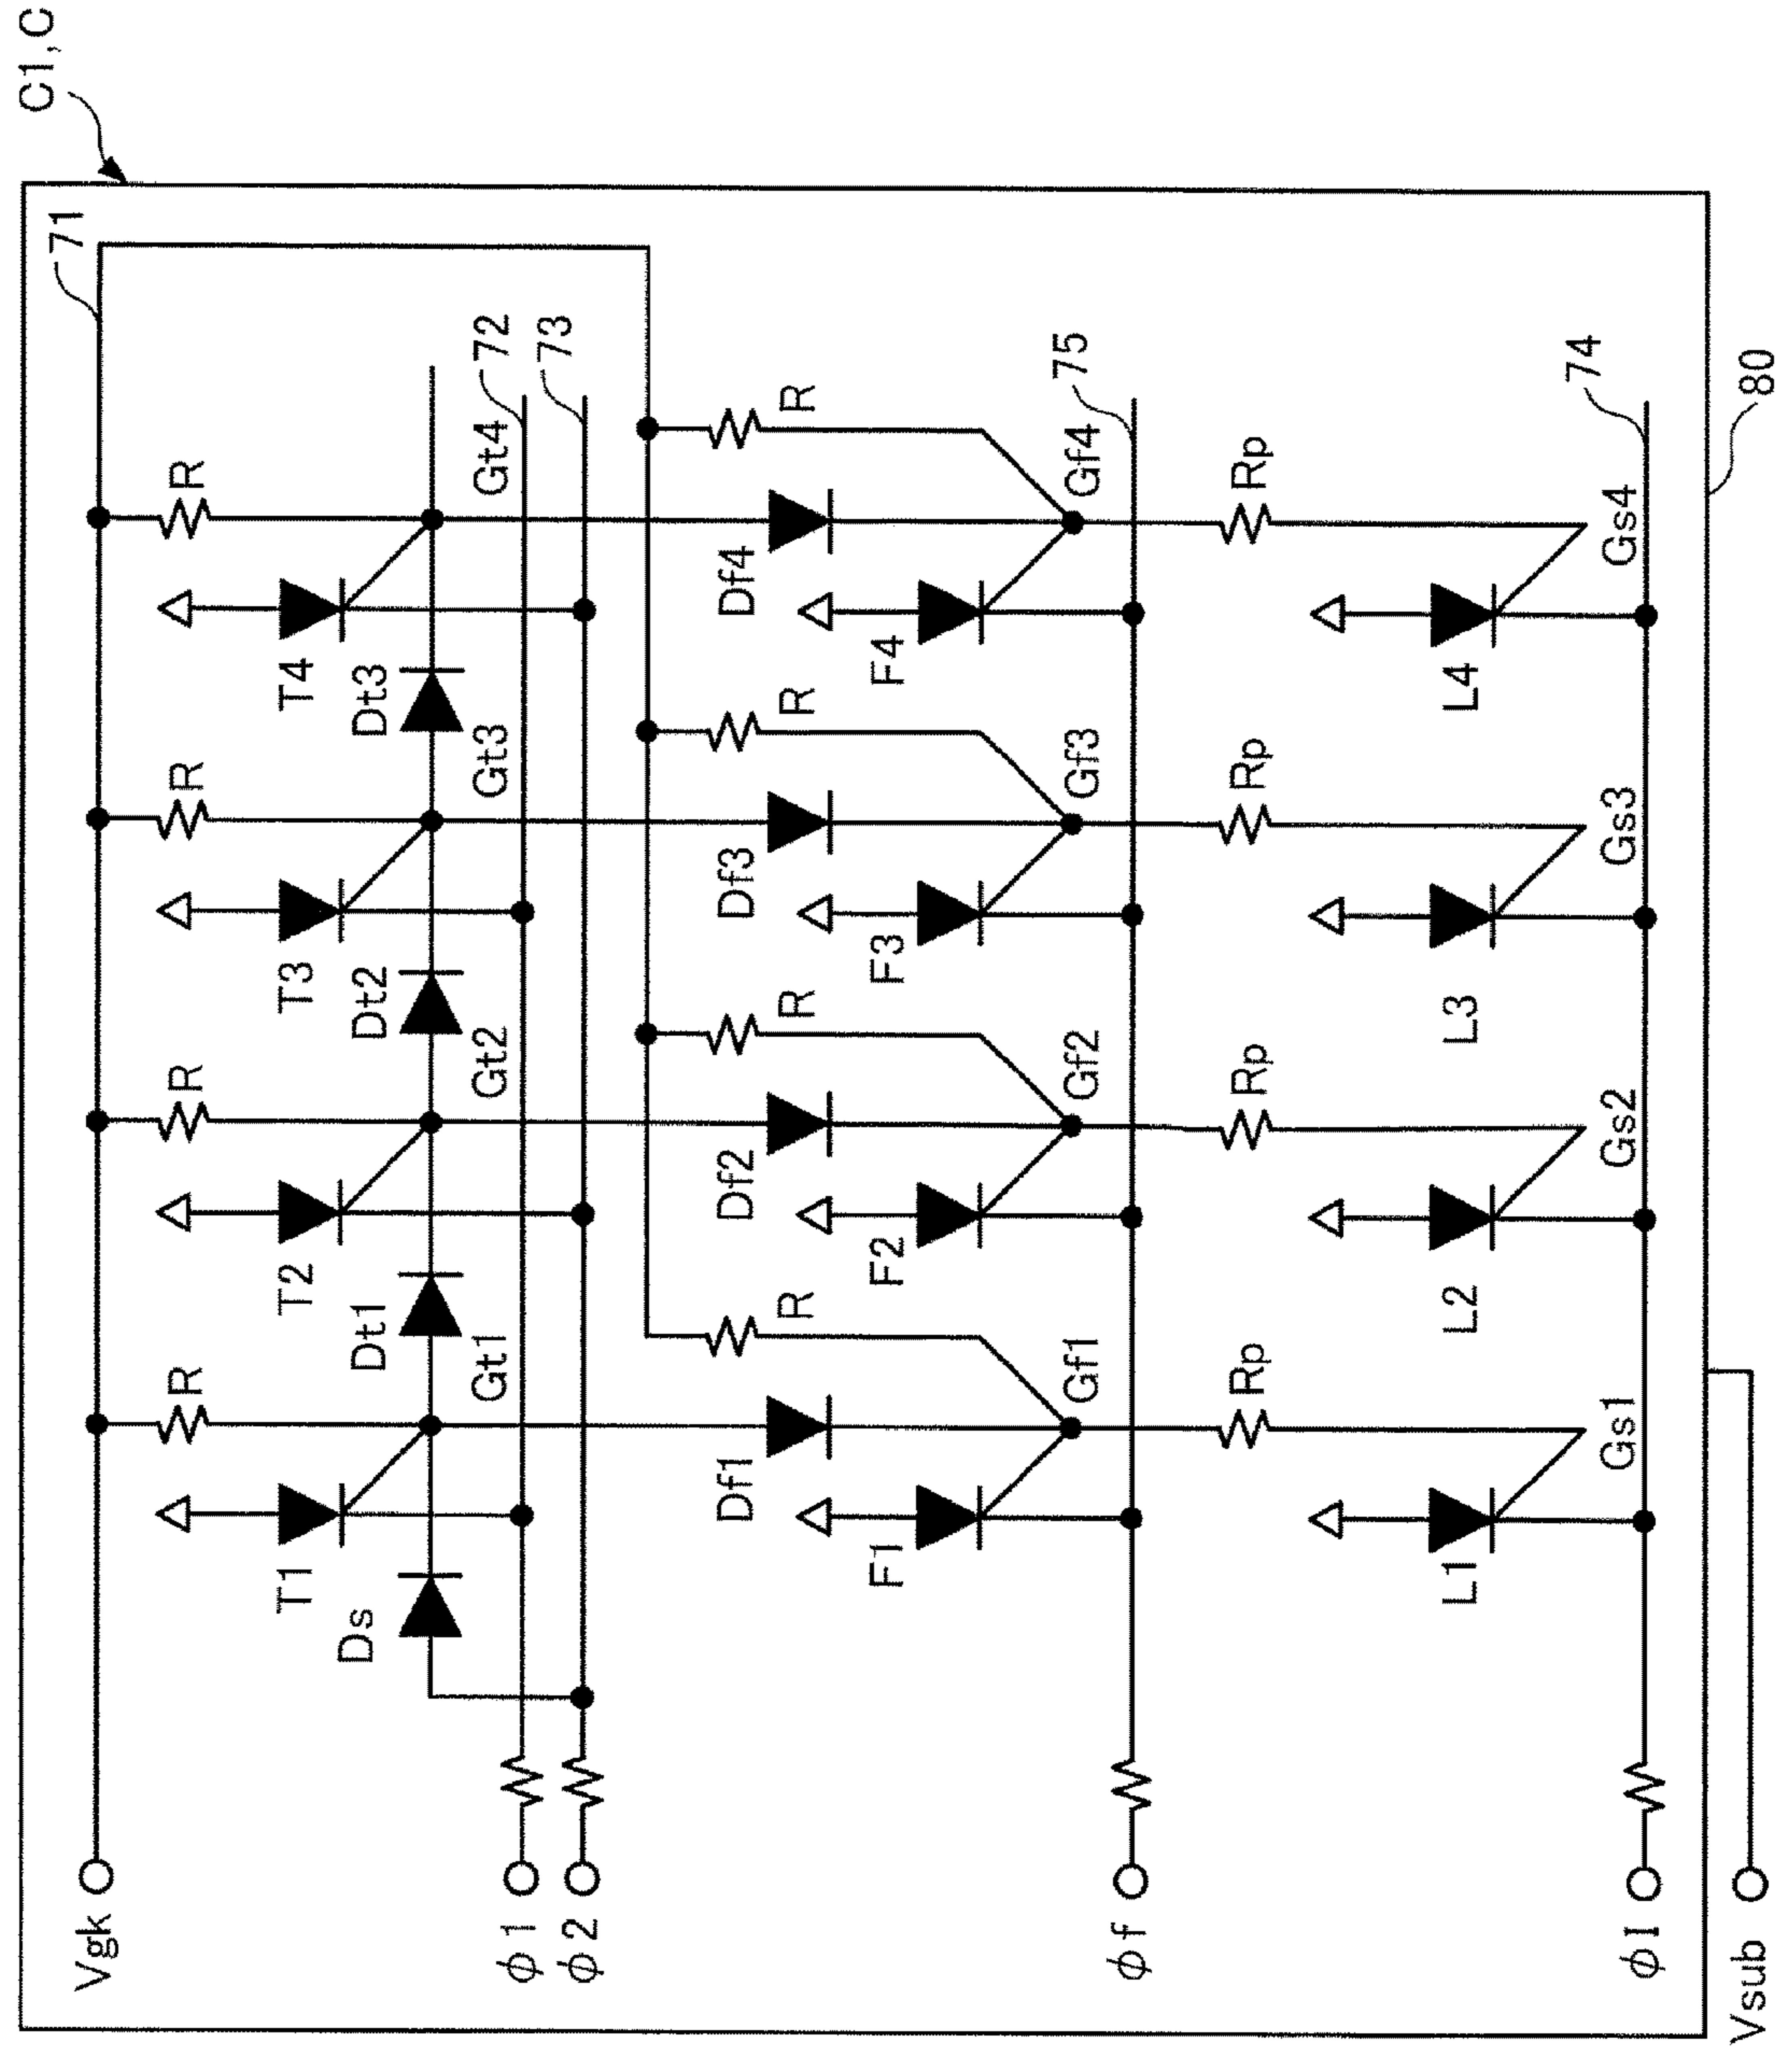 C1,C
71
Vgk
R
R
R
R
T1
T2
T3
T4
Ds
Dt1
Dt2
Dt3
Gt1
Gt2
Gt3
Gt4
72
73
φ1
φ2
R
R
R
R
Df1
Df2
Df3
Df4
F1
F2
F3
F4
Gf1
Gf2
Gf3
Gf4
75
φf
Rp
Rp
Rp
Rp
L1
L2
L3
L4
Gs1
Gs2
Gs3
Gs4
74
φI
80
Vsub